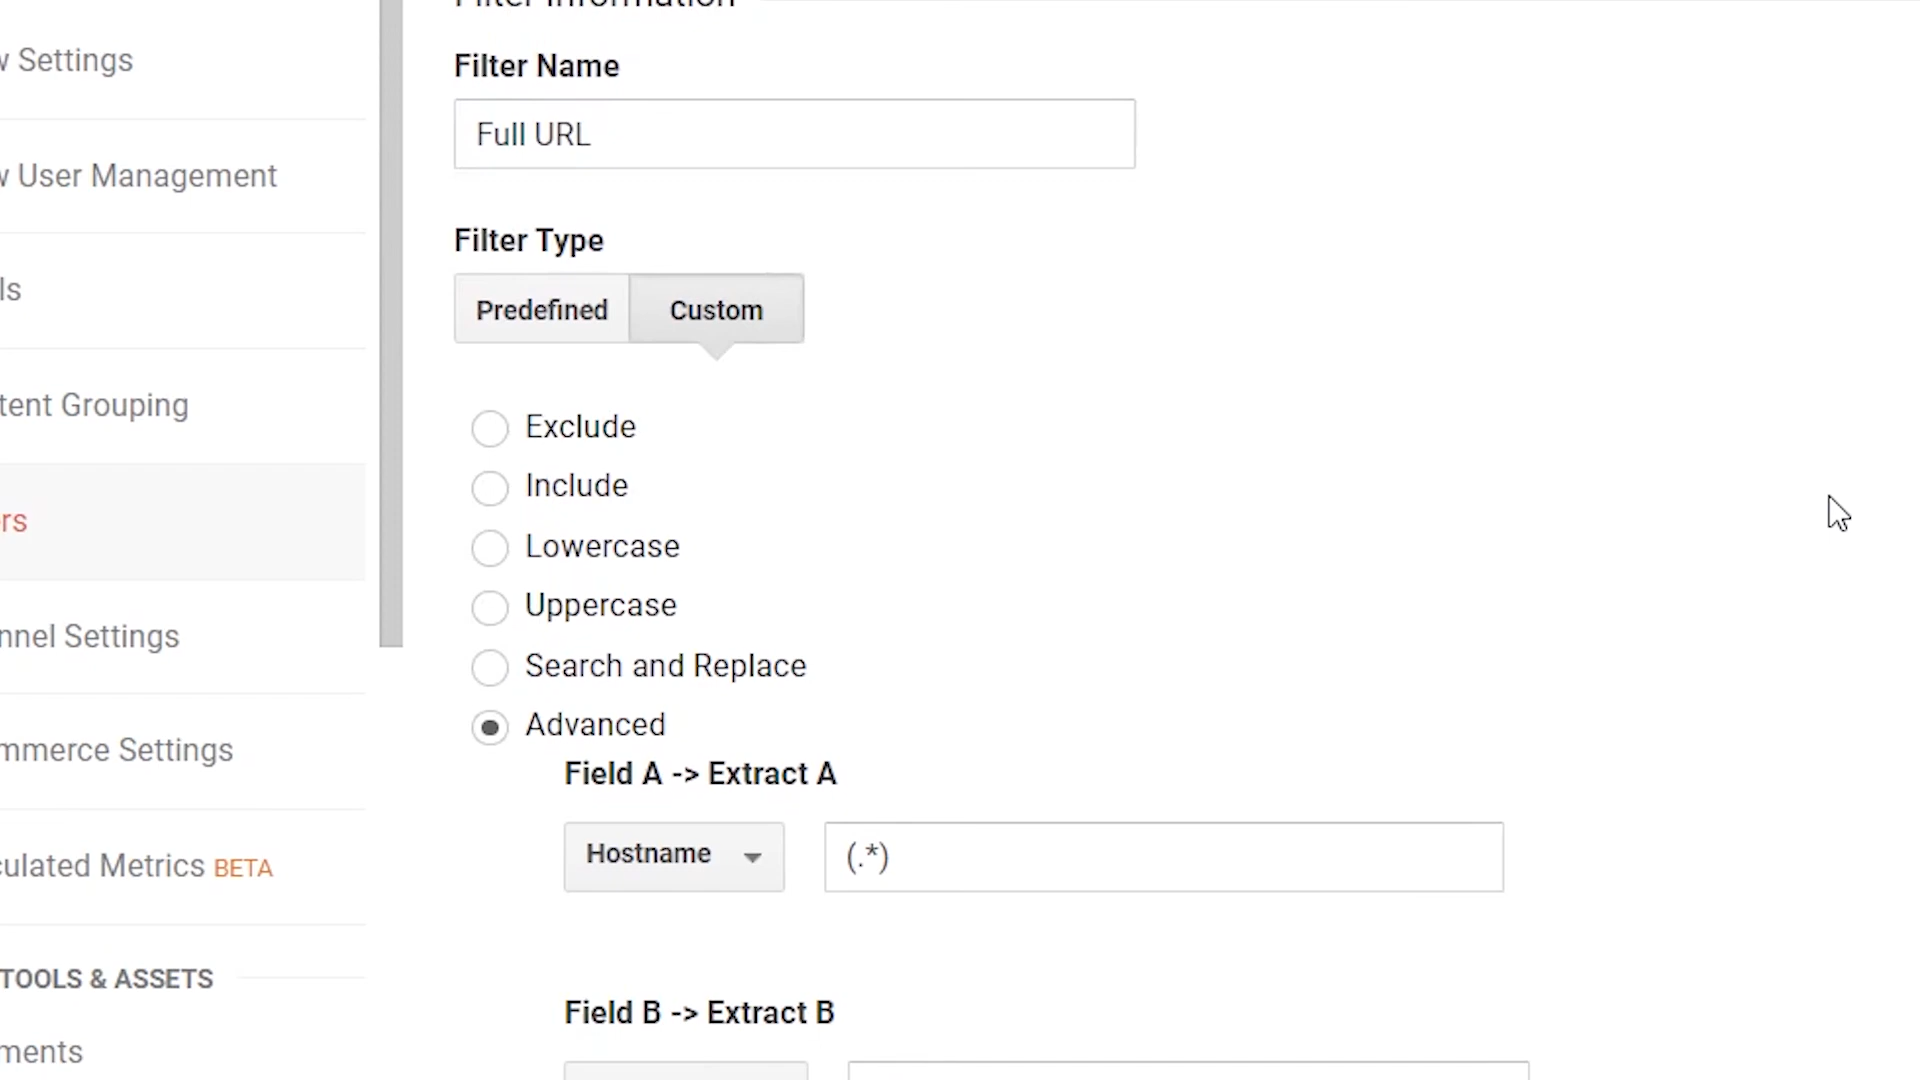 Filter Information
w Settings
Filter Name
Full URL
w User Management
Filter Type
ls
Predefined
Custom
tent Grouping
Exclude
Include
rs
Lowercase
Uppercase
nnel Settings
Search and Replace
Advanced
mmerce Settings
Field A -> Extract A
Hostname
(.*)
culated Metrics BETA
TOOLS & ASSETS
Field B -> Extract B
ments